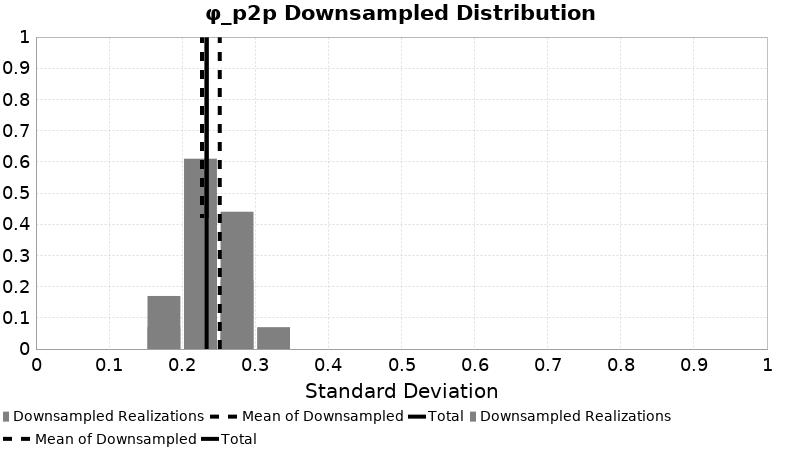 φ_p2p Downsampled Distribution
1
0.9
0.8
0.7
0.6
0.5
0.4
0.3
0.2
0.1
0
0 0.1 0.2 0.3 0.4 0.5 0.6 0.7 0.8 0.9 1
Standard Deviation
Downsampled Realizations Mean of Downsampled Total Downsampled Realizations
Mean of Downsampled Total